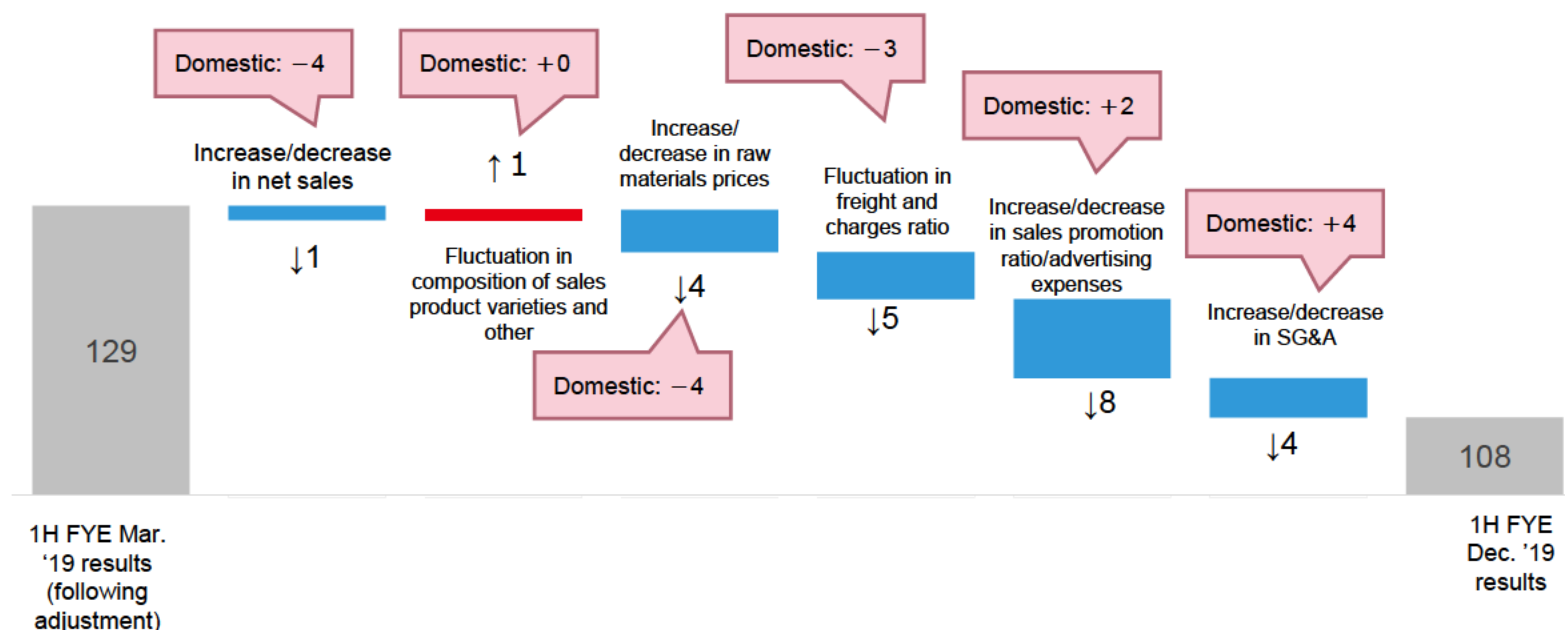 Domestic: −4
Increase/decrease
in net sales
↓1
Domestic: +0
↑ 1
Fluctuation in
composition of sales
product varieties and
other
Increase/
decrease in raw
materials prices
↓4
Domestic: −4
Domestic: −3
Fluctuation in
freight and
charges ratio
↓5
Domestic: +2
Increase/decrease
in sales promotion
ratio/advertising
expenses
↓8
Domestic: +4
Increase/decrease
in SG&A
↓4
129
108
1H FYE Mar.
‘19 results
(following
adjustment)
1H FYE
Dec. ’19
results